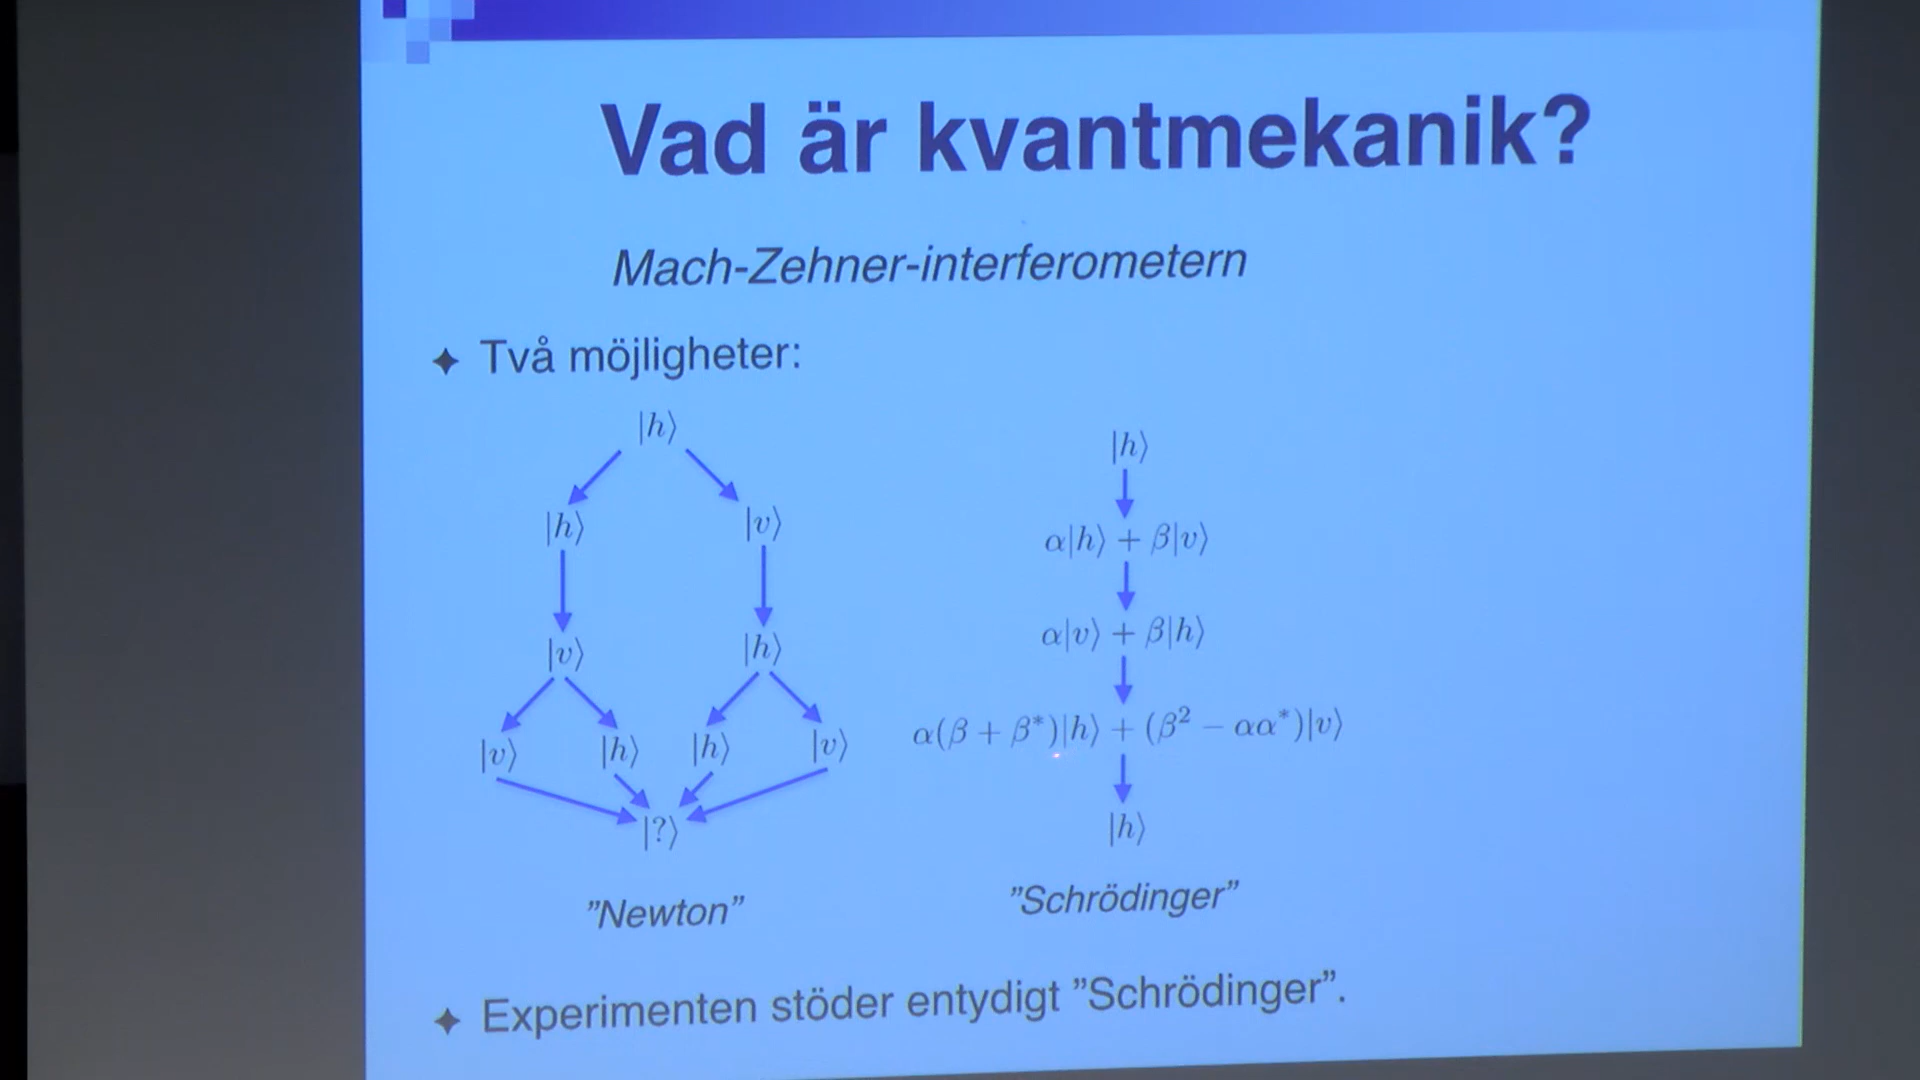 Vad är kvantmekanik?
Mach-Zehner-interferometern
✦ Två möjligheter:
|h⟩
|h⟩ |v⟩
|v⟩ |h⟩
|v⟩ |h⟩ |h⟩ |v⟩
|?⟩
"Newton"
|h⟩
α|h⟩ + β|v⟩
α|v⟩ + β|h⟩
α(β + β*)|h⟩ + (β² − αα*)|v⟩
|h⟩
"Schrödinger"
✦ Experimenten stöder entydigt "Schrödinger".